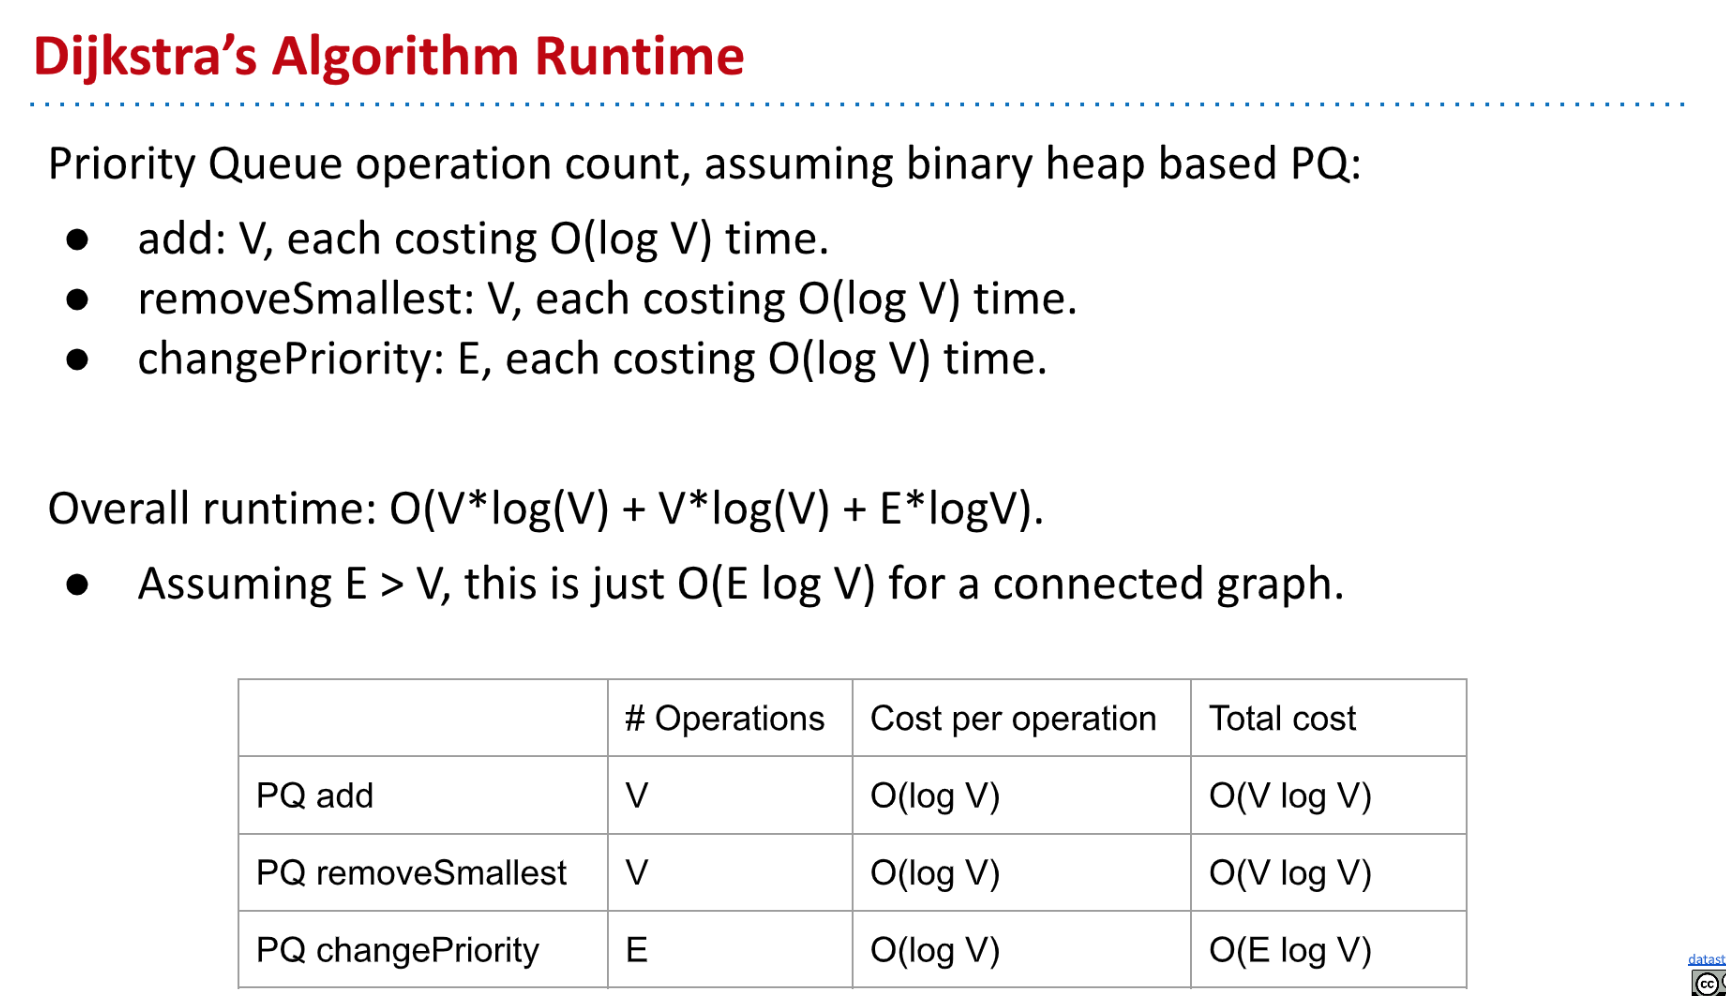 Dijkstra’s Algorithm Runtime
Priority Queue operation count, assuming binary heap based PQ:
● add: V, each costing O(log V) time.
● removeSmallest: V, each costing O(log V) time.
● changePriority: E, each costing O(log V) time.
Overall runtime: O(V*log(V) + V*log(V) + E*logV).
● Assuming E > V, this is just O(E log V) for a connected graph.
# Operations Cost per operation Total cost
PQ add V O(log V) O(V log V)
PQ removeSmallest V O(log V) O(V log V)
PQ changePriority E O(log V) O(E log V)
datast
cc